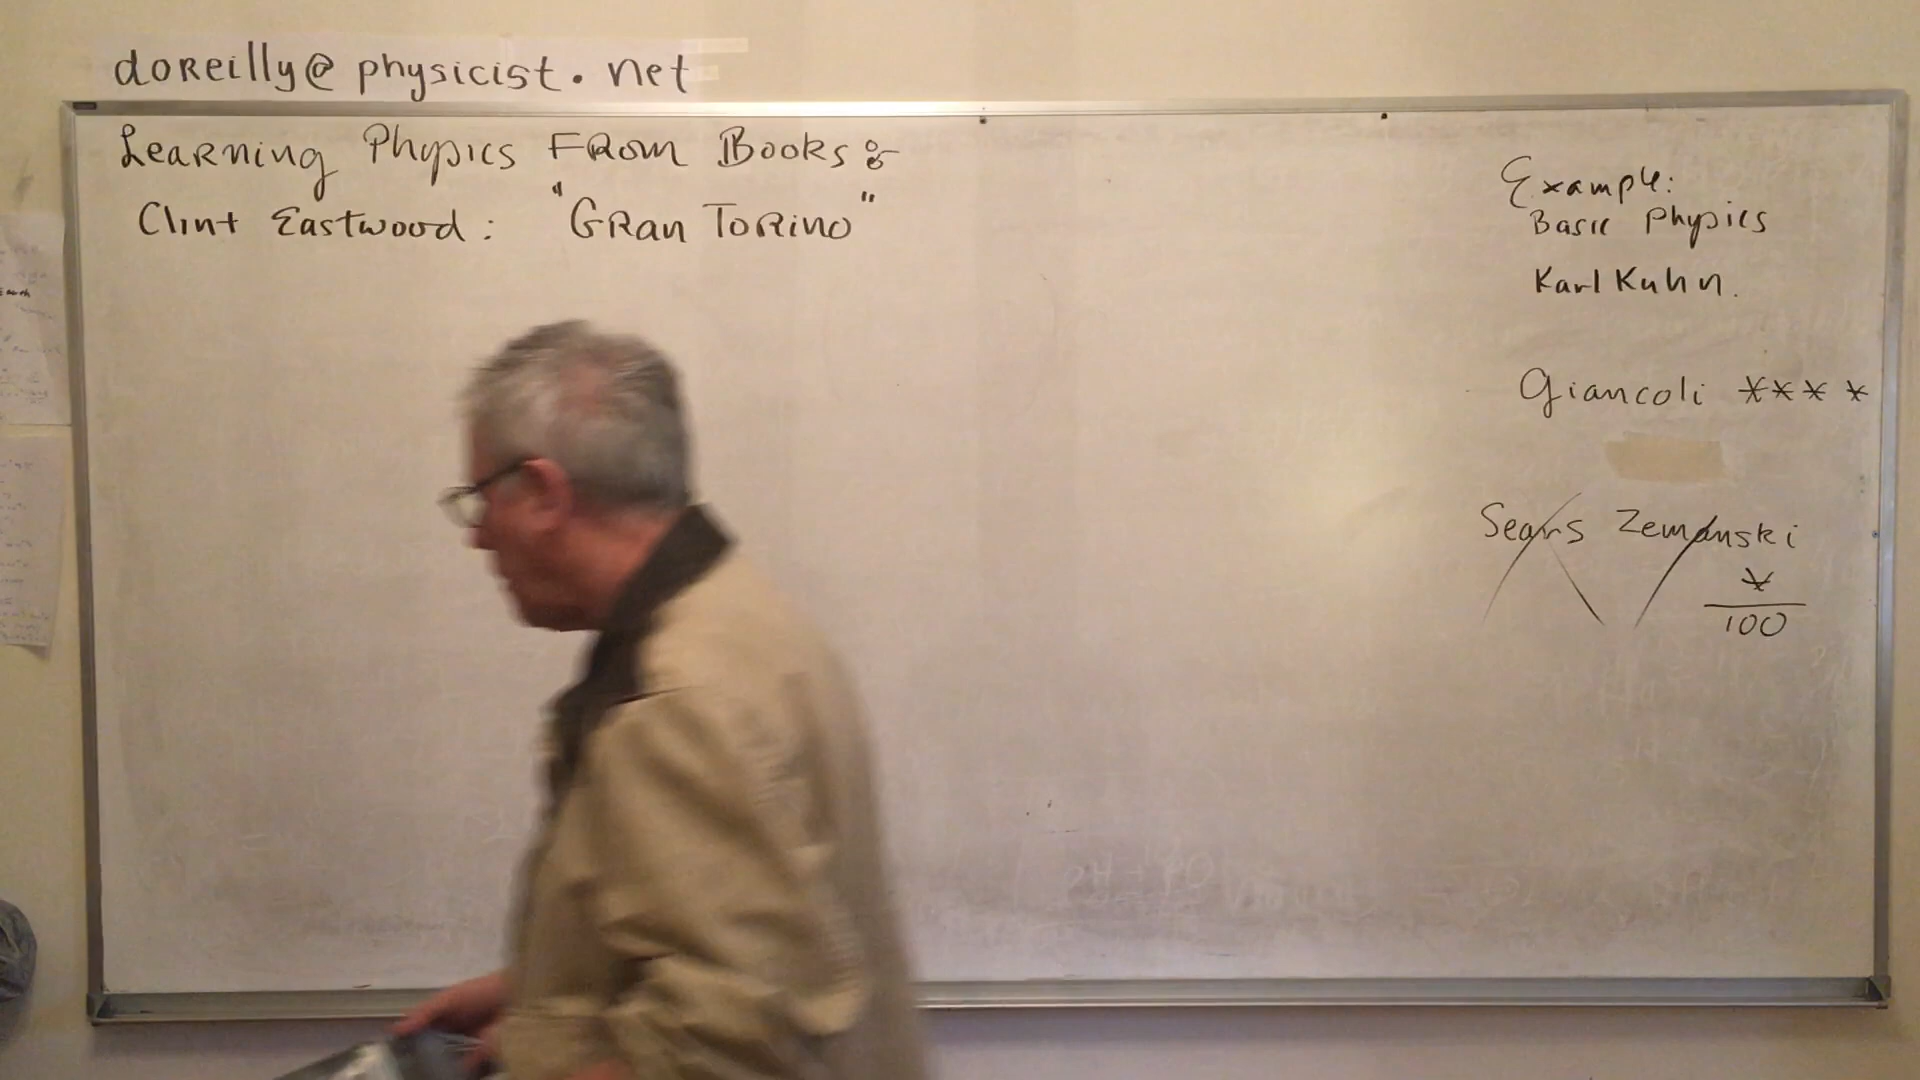 doReilly@physicist.net
Learning Physics From Books &
Clint Eastwood: "Gran Torino"
Example:
Basic Physics
Karl Kuhn.
Giancoli ****
Sears Zemanski
*
100